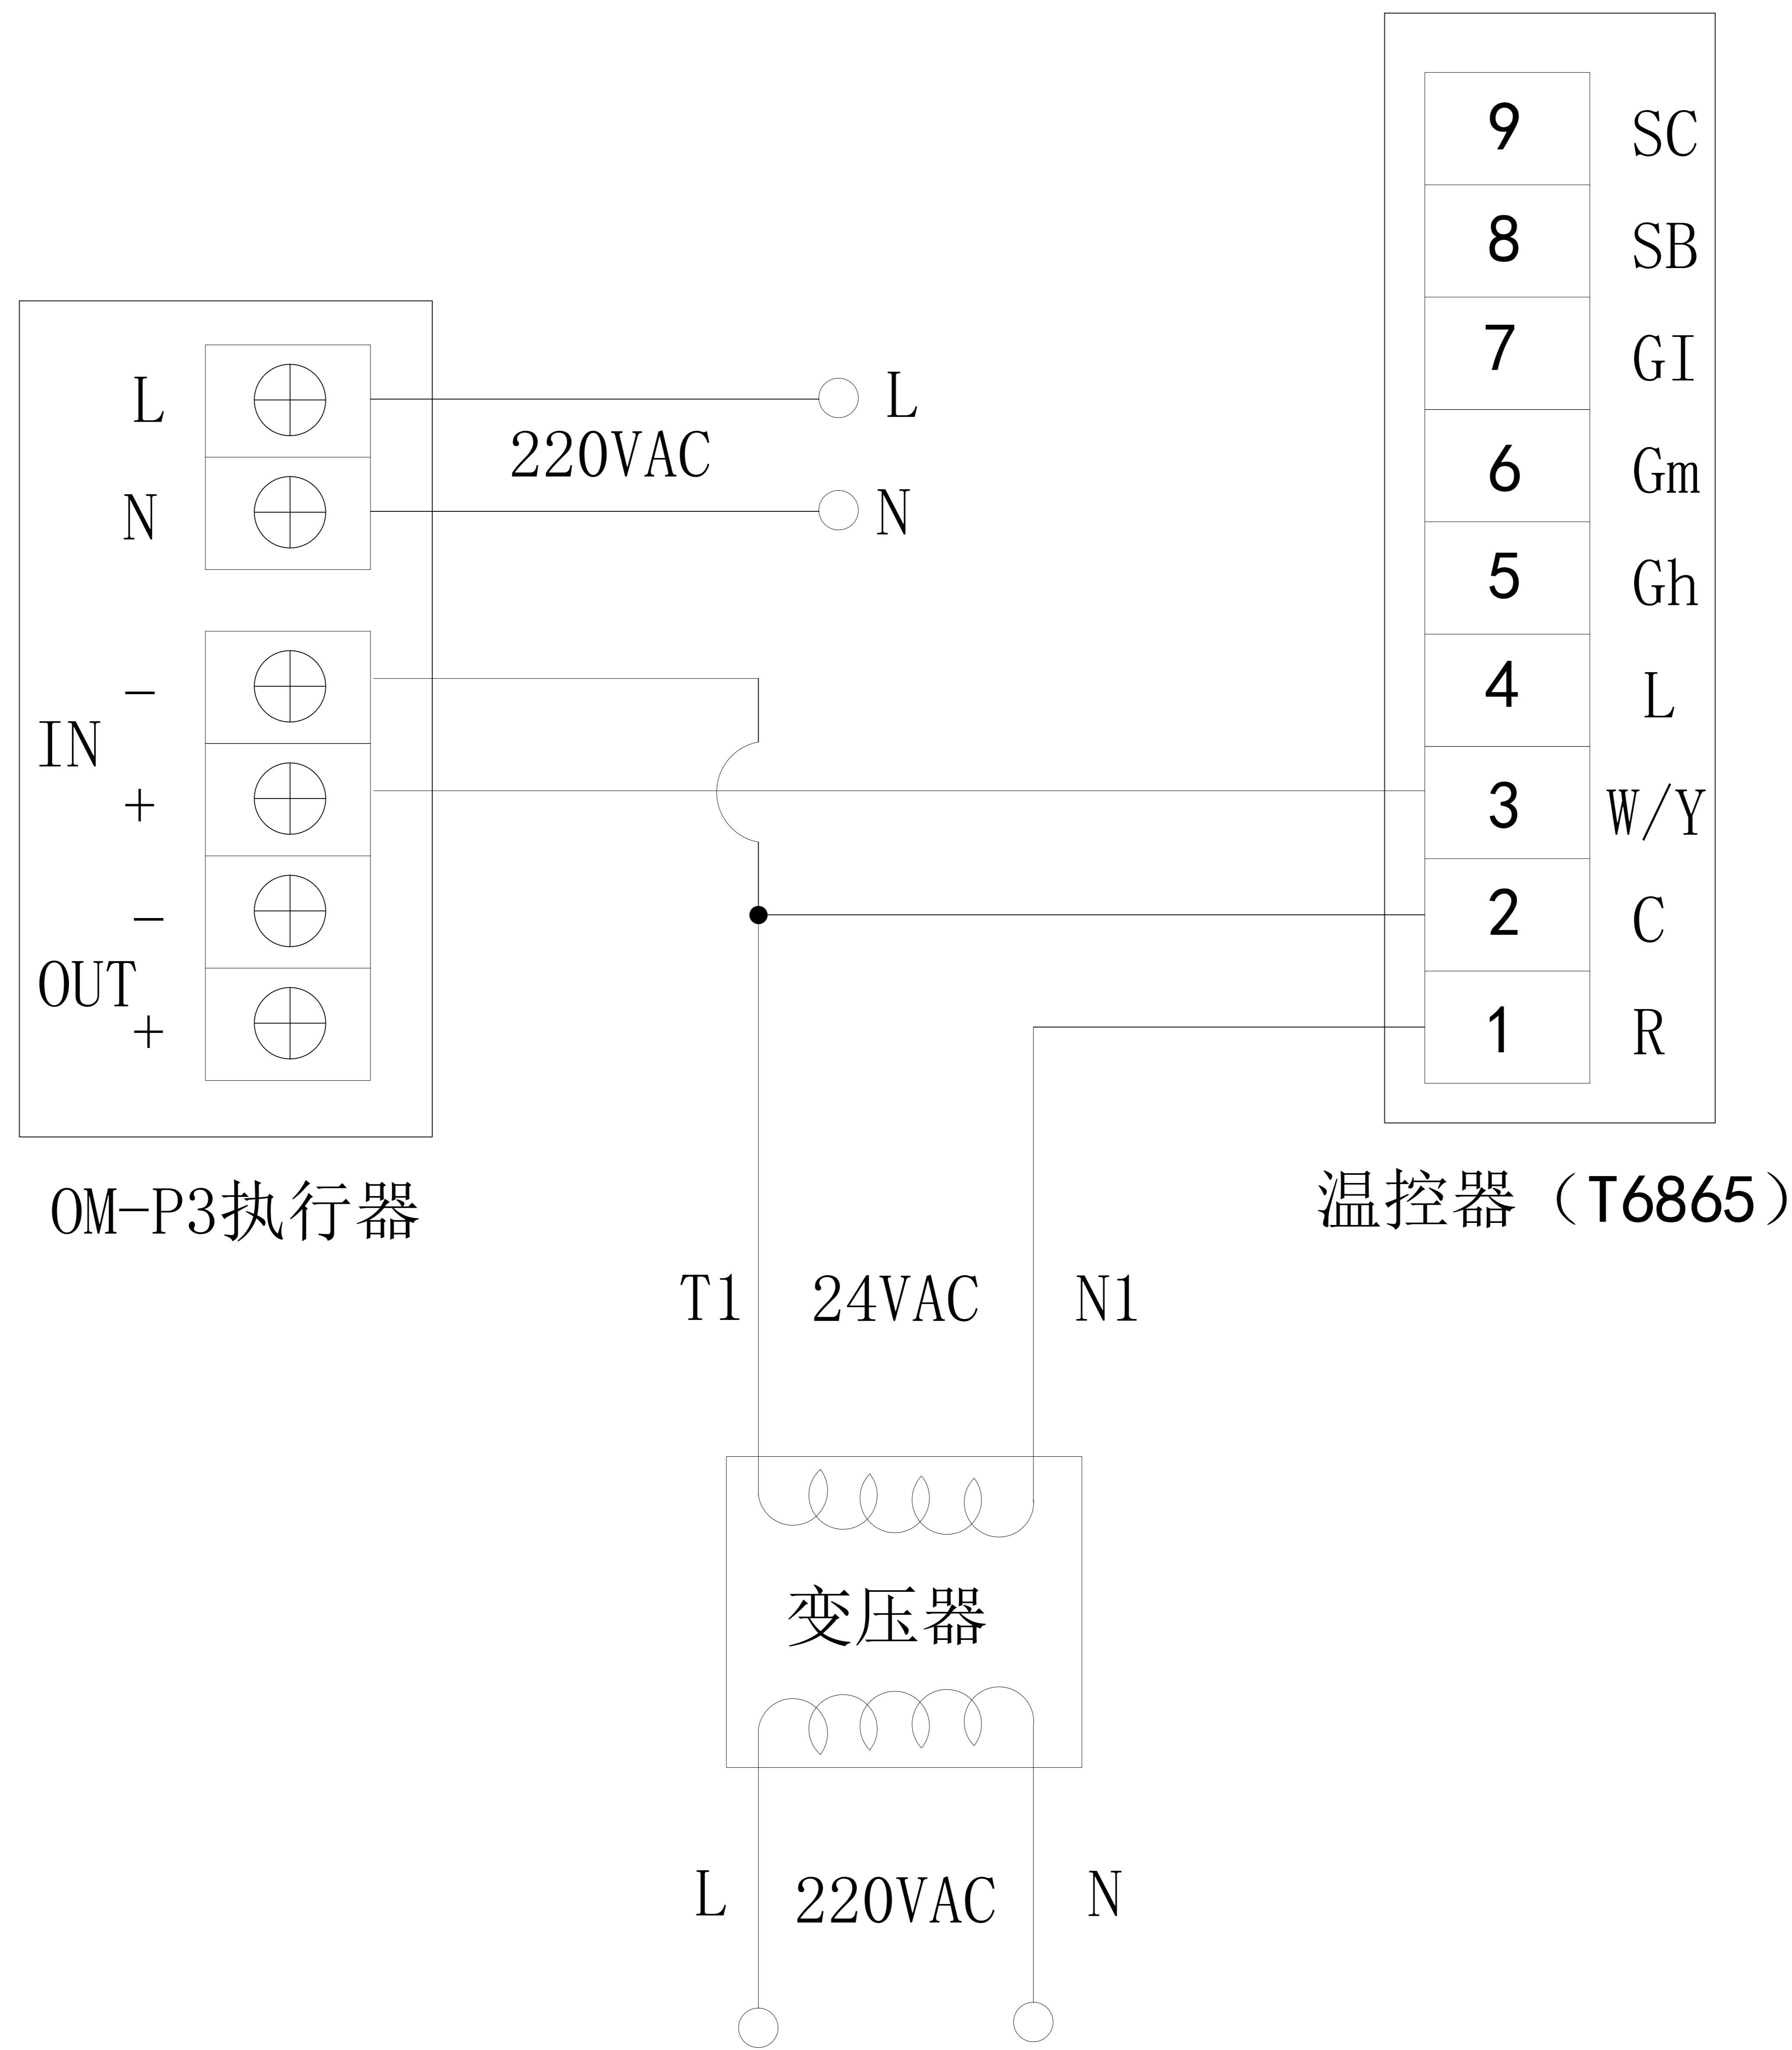 L
N
IN
-
+
OUT
-
+
OM-P3执行器
220VAC
L
N
9 SC
8 SB
7 GI
6 Gm
5 Gh
4 L
3 W/Y
2 C
1 R
温控器（T6865）
T1 24VAC N1
变压器
L 220VAC N